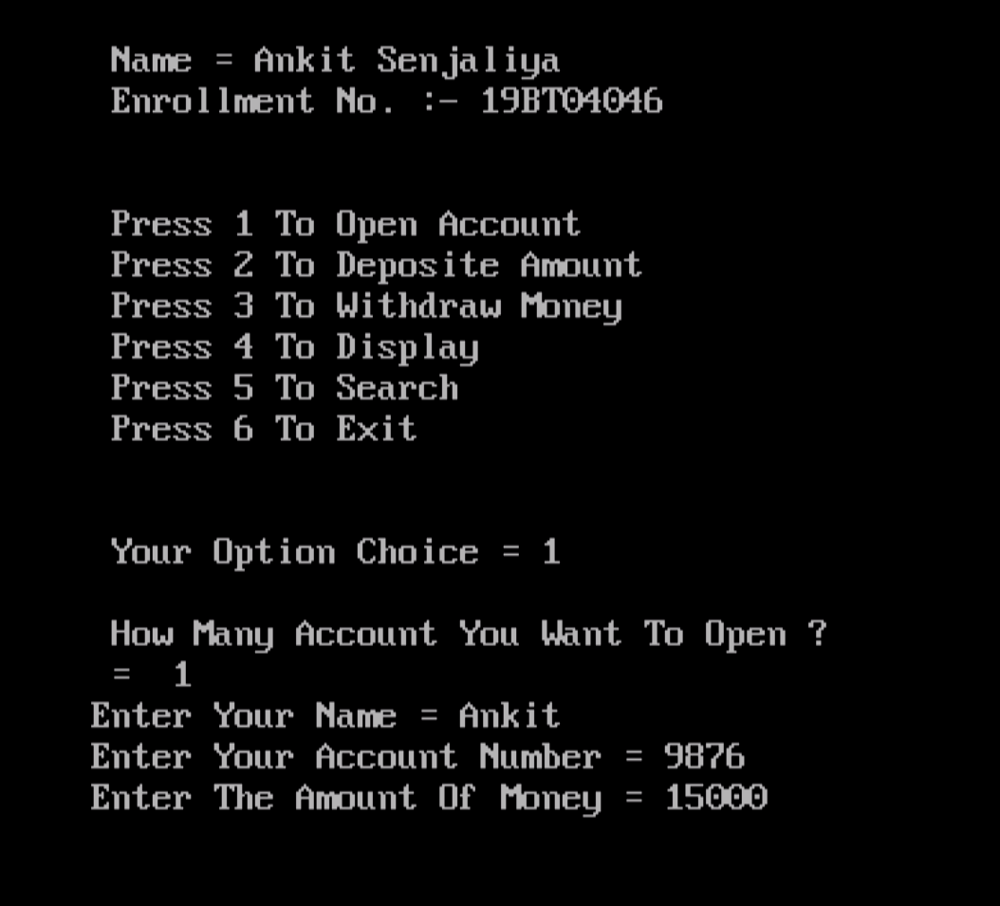 Name = Ankit Senjaliya
Enrollment No. :- 19BT04046
Press 1 To Open Account
Press 2 To Deposite Amount
Press 3 To Withdraw Money
Press 4 To Display
Press 5 To Search
Press 6 To Exit
Your Option Choice = 1
How Many Account You Want To Open ?
= 1
Enter Your Name = Ankit
Enter Your Account Number = 9876
Enter The Amount Of Money = 15000